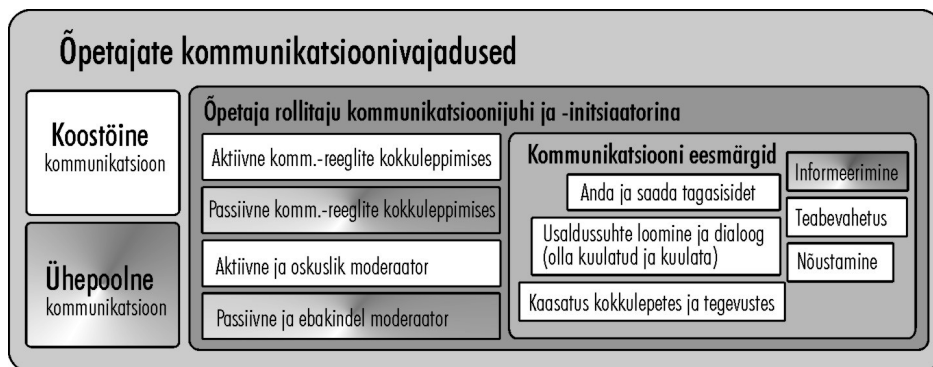 Õpetajate kommunikatsioonivajadused
Koostöine
kommunikatsioon
Ühepoolne
kommunikatsioon
Õpetaja rollitaju kommunikatsioonijuhi ja -initsiaatorina
Aktiivne komm.-reeglite kokkuleppimises
Passiivne komm.-reeglite kokkuleppimises
Aktiivne ja oskuslik moderaator
Passiivne ja ebakindel moderaator
Kommunikatsiooni eesmärgid
Anda ja saada tagasisidet
Usaldussuhte loomine ja dialoog
(olla kuulatud ja kuulata)
Kaasatus kokkulepetes ja tegevustes
Informeerimine
Teabevahetus
Nõustamine